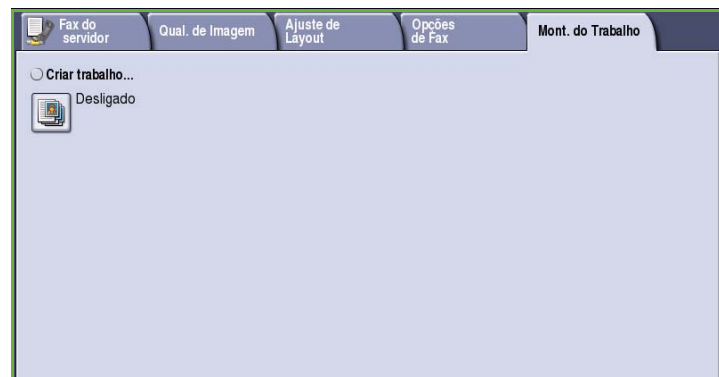 Fax do
servidor
Qual. de Imagem
Ajuste de
Layout
Opções
de Fax
Mont. do Trabalho
Criar trabalho...
Desligado